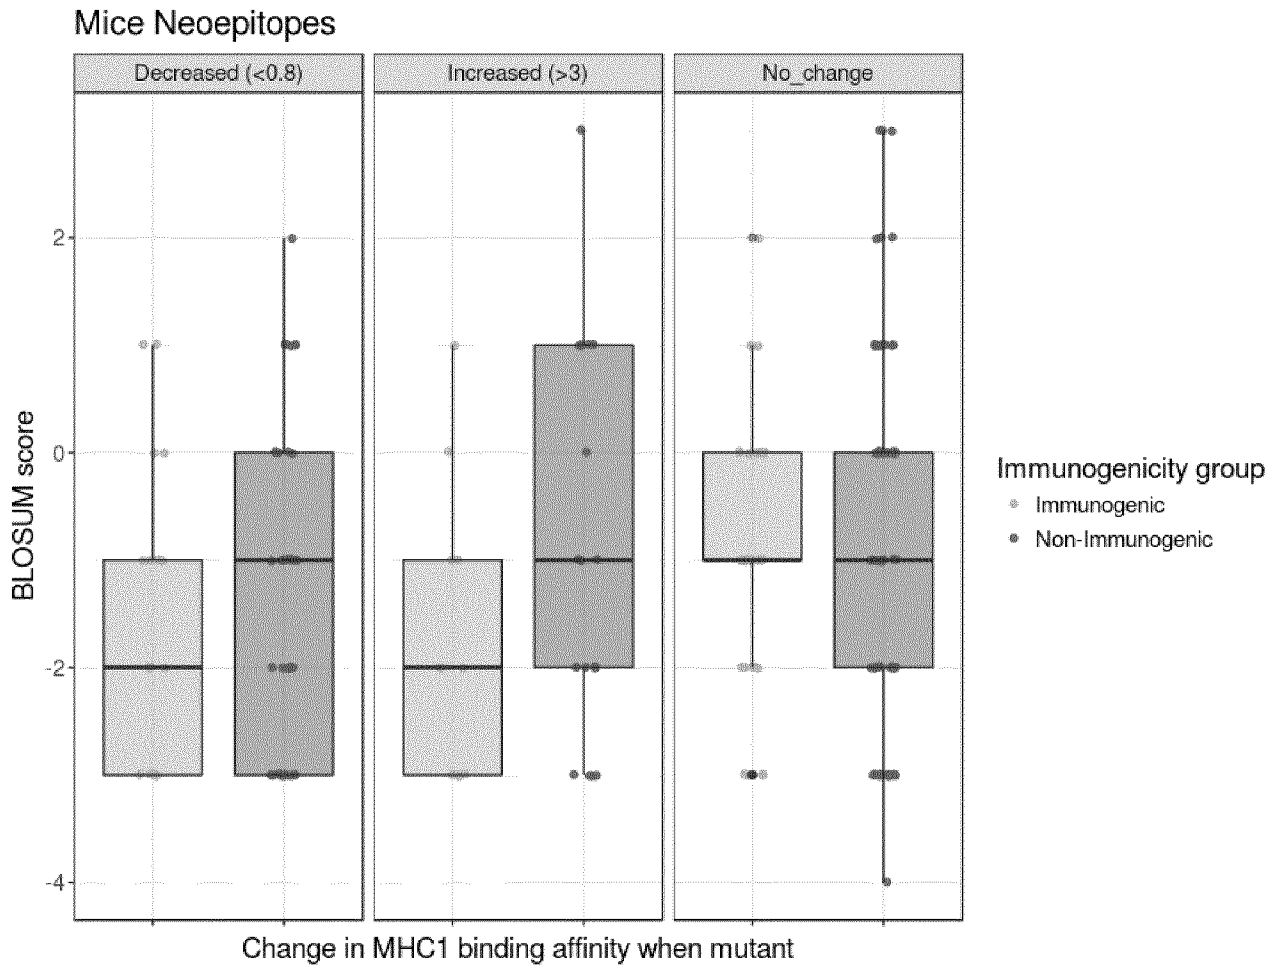 Mice Neoepitopes
Decreased (<0.8)
Increased (>3)
No_change
2
0
-2
-4
BLOSUM score
Change in MHC1 binding affinity when mutant
Immunogenicity group
Immunogenic
Non-Immunogenic